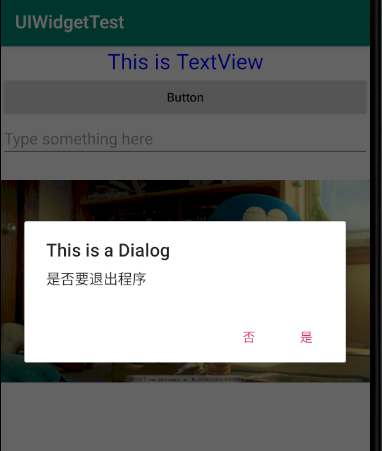 UIWidgetTest
This is TextView
Button
Type something here
This is a Dialog
是否要退出程序
否 是